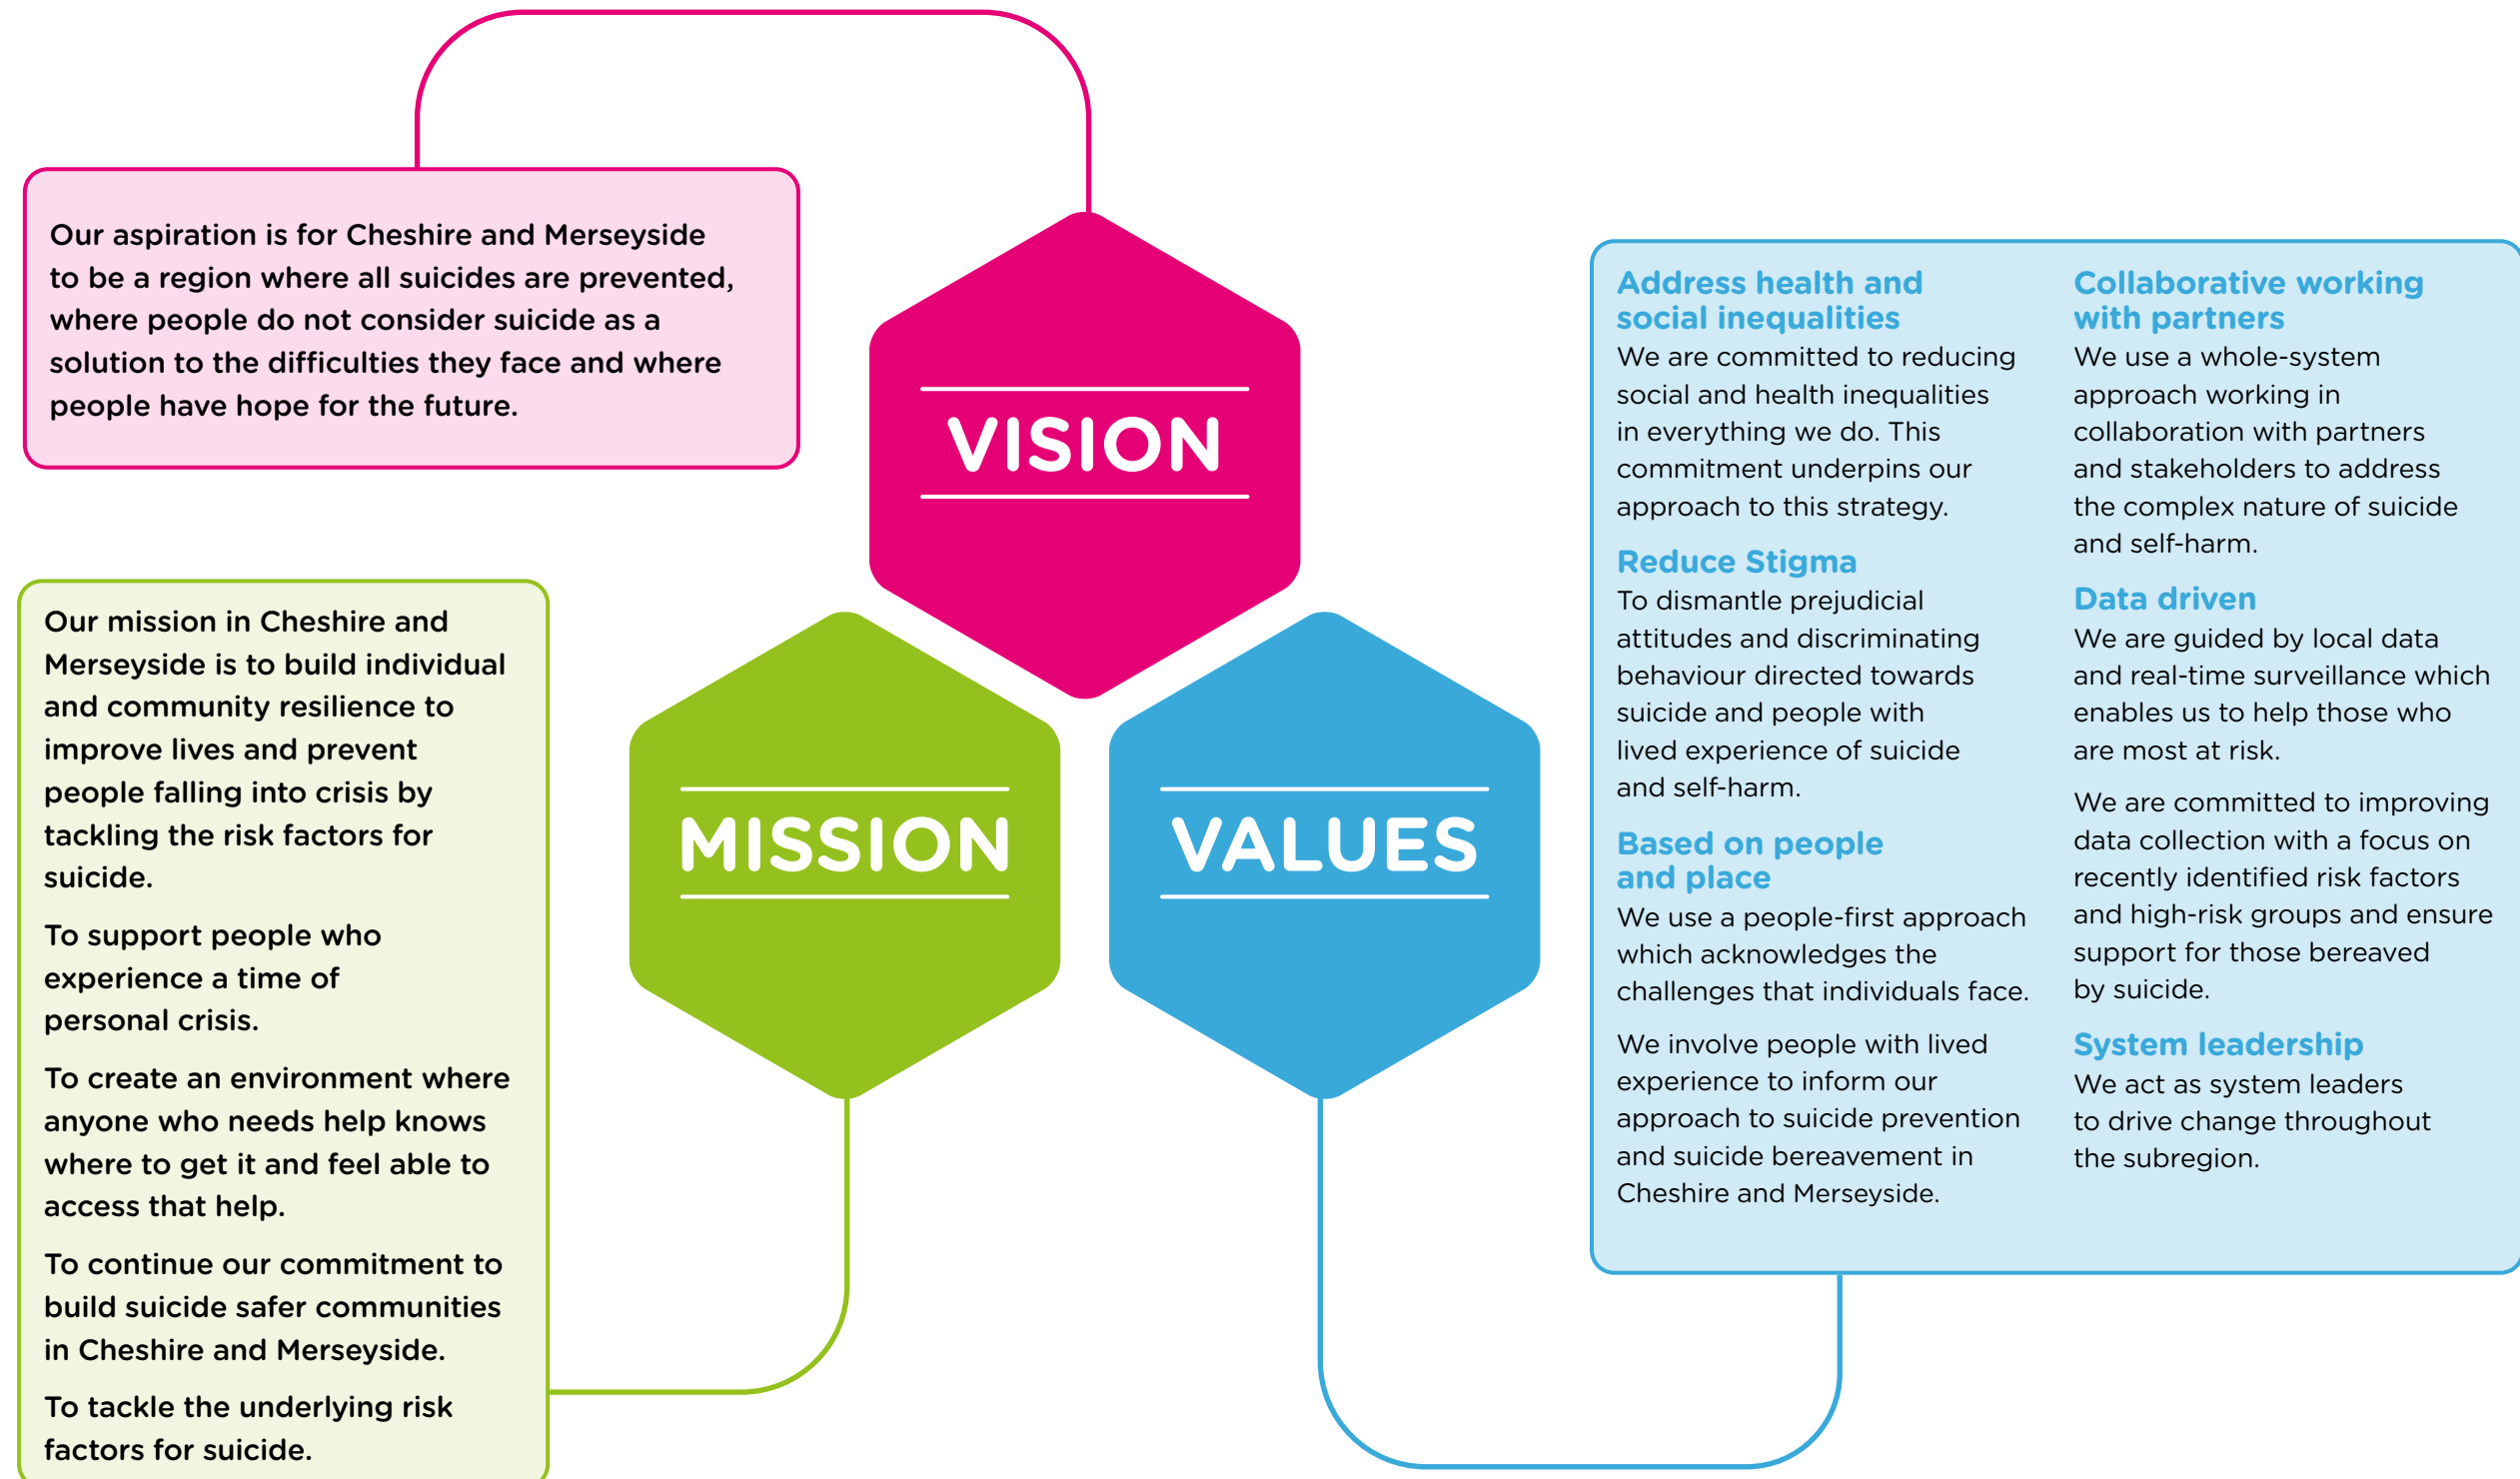 Our aspiration is for Cheshire and Merseyside
to be a region where all suicides are prevented,
where people do not consider suicide as a
solution to the difficulties they face and where
people have hope for the future.
VISION
Our mission in Cheshire and
Merseyside is to build individual
and community resilience to
improve lives and prevent
people falling into crisis by
tackling the risk factors for
suicide.
To support people who
experience a time of
personal crisis.
To create an environment where
anyone who needs help knows
where to get it and feel able to
access that help.
To continue our commitment to
build suicide safer communities
in Cheshire and Merseyside.
To tackle the underlying risk
factors for suicide.
MISSION
VALUES
Address health and
social inequalities
We are committed to reducing
social and health inequalities
in everything we do. This
commitment underpins our
approach to this strategy.
Reduce Stigma
To dismantle prejudicial
attitudes and discriminating
behaviour directed towards
suicide and people with
lived experience of suicide
and self-harm.
Based on people
and place
We use a people-first approach
which acknowledges the
challenges that individuals face.
We involve people with lived
experience to inform our
approach to suicide prevention
and suicide bereavement in
Cheshire and Merseyside.
Collaborative working
with partners
We use a whole-system
approach working in
collaboration with partners
and stakeholders to address
the complex nature of suicide
and self-harm.
Data driven
We are guided by local data
and real-time surveillance which
enables us to help those who
are most at risk.
We are committed to improving
data collection with a focus on
recently identified risk factors
and high-risk groups and ensure
support for those bereaved
by suicide.
System leadership
We act as system leaders
to drive change throughout
the subregion.